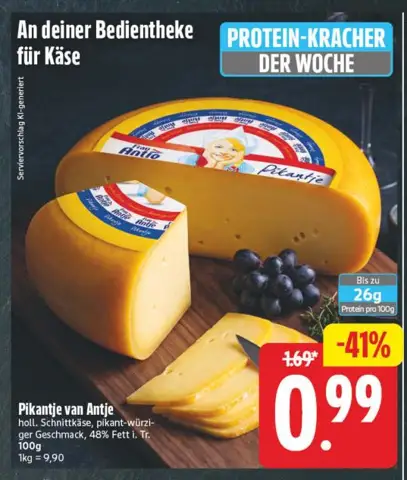 An deiner Bedientheke
für Käse
PROTEIN-KRACHER
DER WOCHE
Serviervorschlag KI-generiert
Frau
Antje
Pikantje
Bis zu
26g
Protein pro 100g
-41%
1.69*
0.99
Pikantje van Antje
holl. Schnittkäse, pikant-würzi-
ger Geschmack, 48% Fett i. Tr.
100g
1kg = 9,90